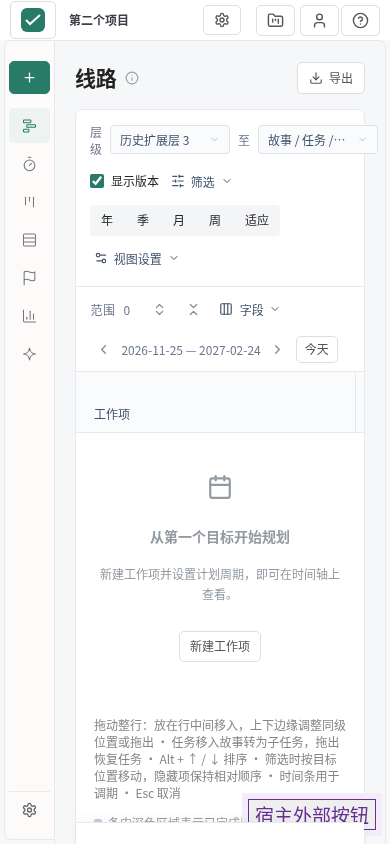 第二个项目
线路
导出
层级
历史扩展层 3
至
故事 / 任务 /…
显示版本
筛选
年 季 月 周 适应
视图设置
范围 0
字段
2026-11-25 — 2027-02-24
今天
工作项
从第一个目标开始规划
新建工作项并设置计划周期，即可在时间轴上
查看。
新建工作项
拖动整行：放在行中间移入，上下边缘调整同级
位置或拖出 · 任务移入故事转为子任务，拖出
恢复任务 · Alt + ↑ / ↓ 排序 · 筛选时按目标
位置移动，隐藏项保持相对顺序 · 时间条用于
调期 · Esc 取消
宿主外部按钮